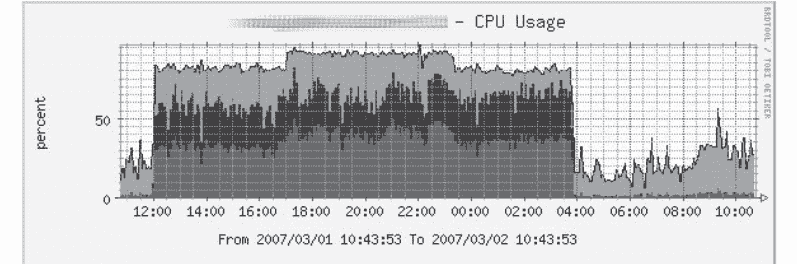 – CPU Usage
RRDTOOL / TOBI OETIKER
percent
50
0
12:00 14:00 16:00 18:00 20:00 22:00 00:00 02:00 04:00 06:00 08:00 10:00
From 2007/03/01 10:43:53 To 2007/03/02 10:43:53